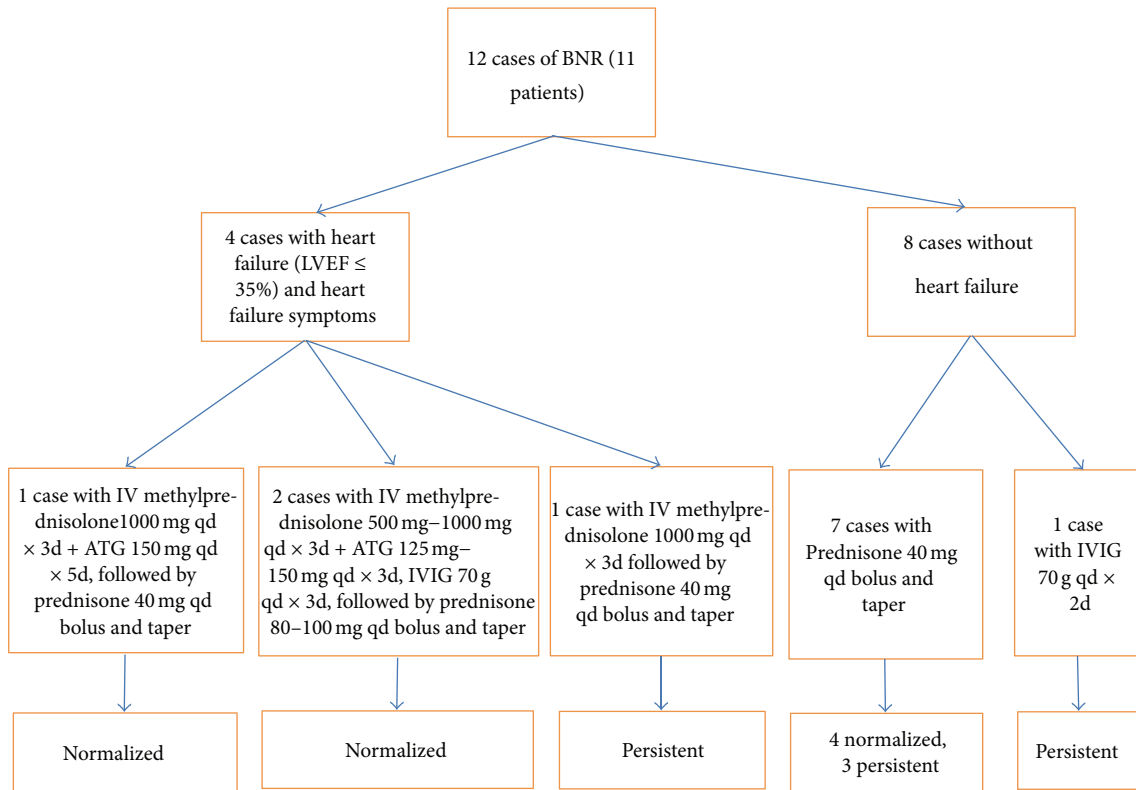 12 cases of BNR (11
patients)
4 cases with heart
failure (LVEF ≤
35%) and heart
failure symptoms
8 cases without
heart failure
1 case with IV methylpre-
dnisolone1000 mg qd
× 3d + ATG 150 mg qd
× 5d, followed by
prednisone 40 mg qd
bolus and taper
2 cases with IV methylpre-
dnisolone 500 mg–1000 mg
qd × 3d + ATG 125 mg–
150 mg qd × 3d, IVIG 70 g
qd × 3d, followed by prednisone
80–100 mg qd bolus and taper
1 case with IV methylpre-
dnisolone 1000 mg qd
× 3d followed by
prednisone 40 mg
qd bolus and taper
7 cases with
Prednisone 40 mg
qd bolus and
taper
1 case
with IVIG
70 g qd ×
2d
Normalized
Normalized
Persistent
4 normalized,
3 persistent
Persistent